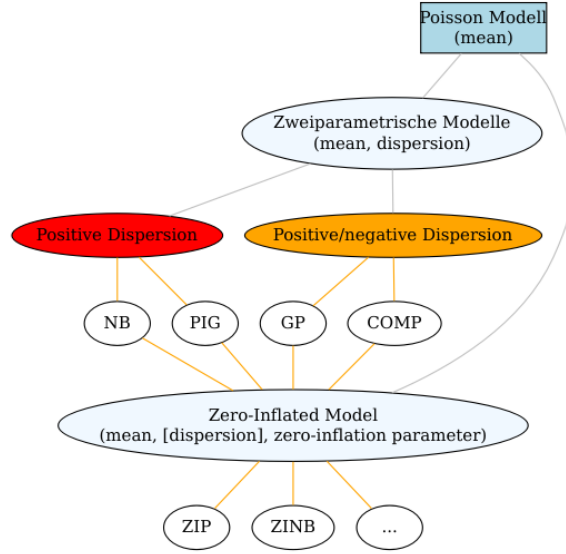 Poisson Modell
(mean)
Zweiparametrische Modelle
(mean, dispersion)
Positive Dispersion
Positive/negative Dispersion
NB
PIG
GP
COMP
Zero-Inflated Model
(mean, [dispersion], zero-inflation parameter)
ZIP
ZINB
...